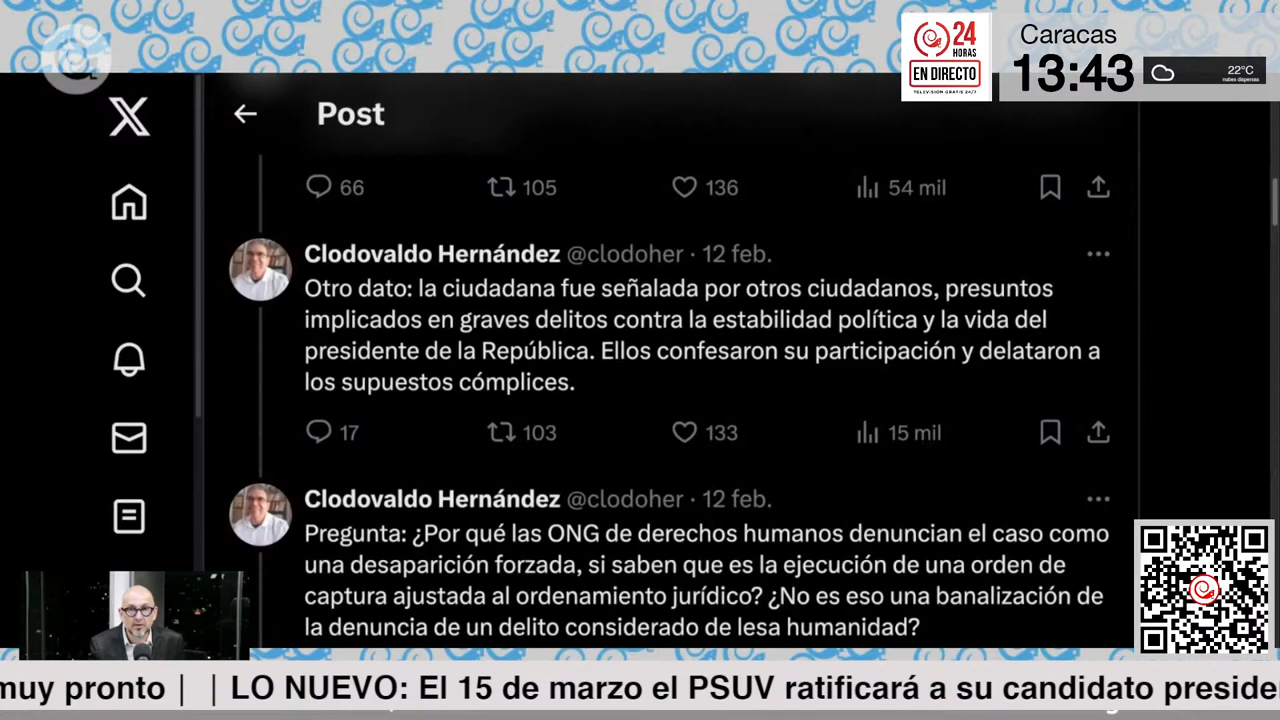 24
HORAS
EN DIRECTO
TELEVISIÓN GRATIS 24/7
Caracas
13:43
22°C
nubes dispersas
Post
66 105 136 54 mil
Clodovaldo Hernández @clodoher · 12 feb.
Otro dato: la ciudadana fue señalada por otros ciudadanos, presuntos
implicados en graves delitos contra la estabilidad política y la vida del
presidente de la República. Ellos confesaron su participación y delataron a
los supuestos cómplices.
17 103 133 15 mil
Clodovaldo Hernández @clodoher · 12 feb.
Pregunta: ¿Por qué las ONG de derechos humanos denuncian el caso como
una desaparición forzada, si saben que es la ejecución de una orden de
captura ajustada al ordenamiento jurídico? ¿No es eso una banalización de
la denuncia de un delito considerado de lesa humanidad?
muy pronto | | LO NUEVO: El 15 de marzo el PSUV ratificará a su candidato preside